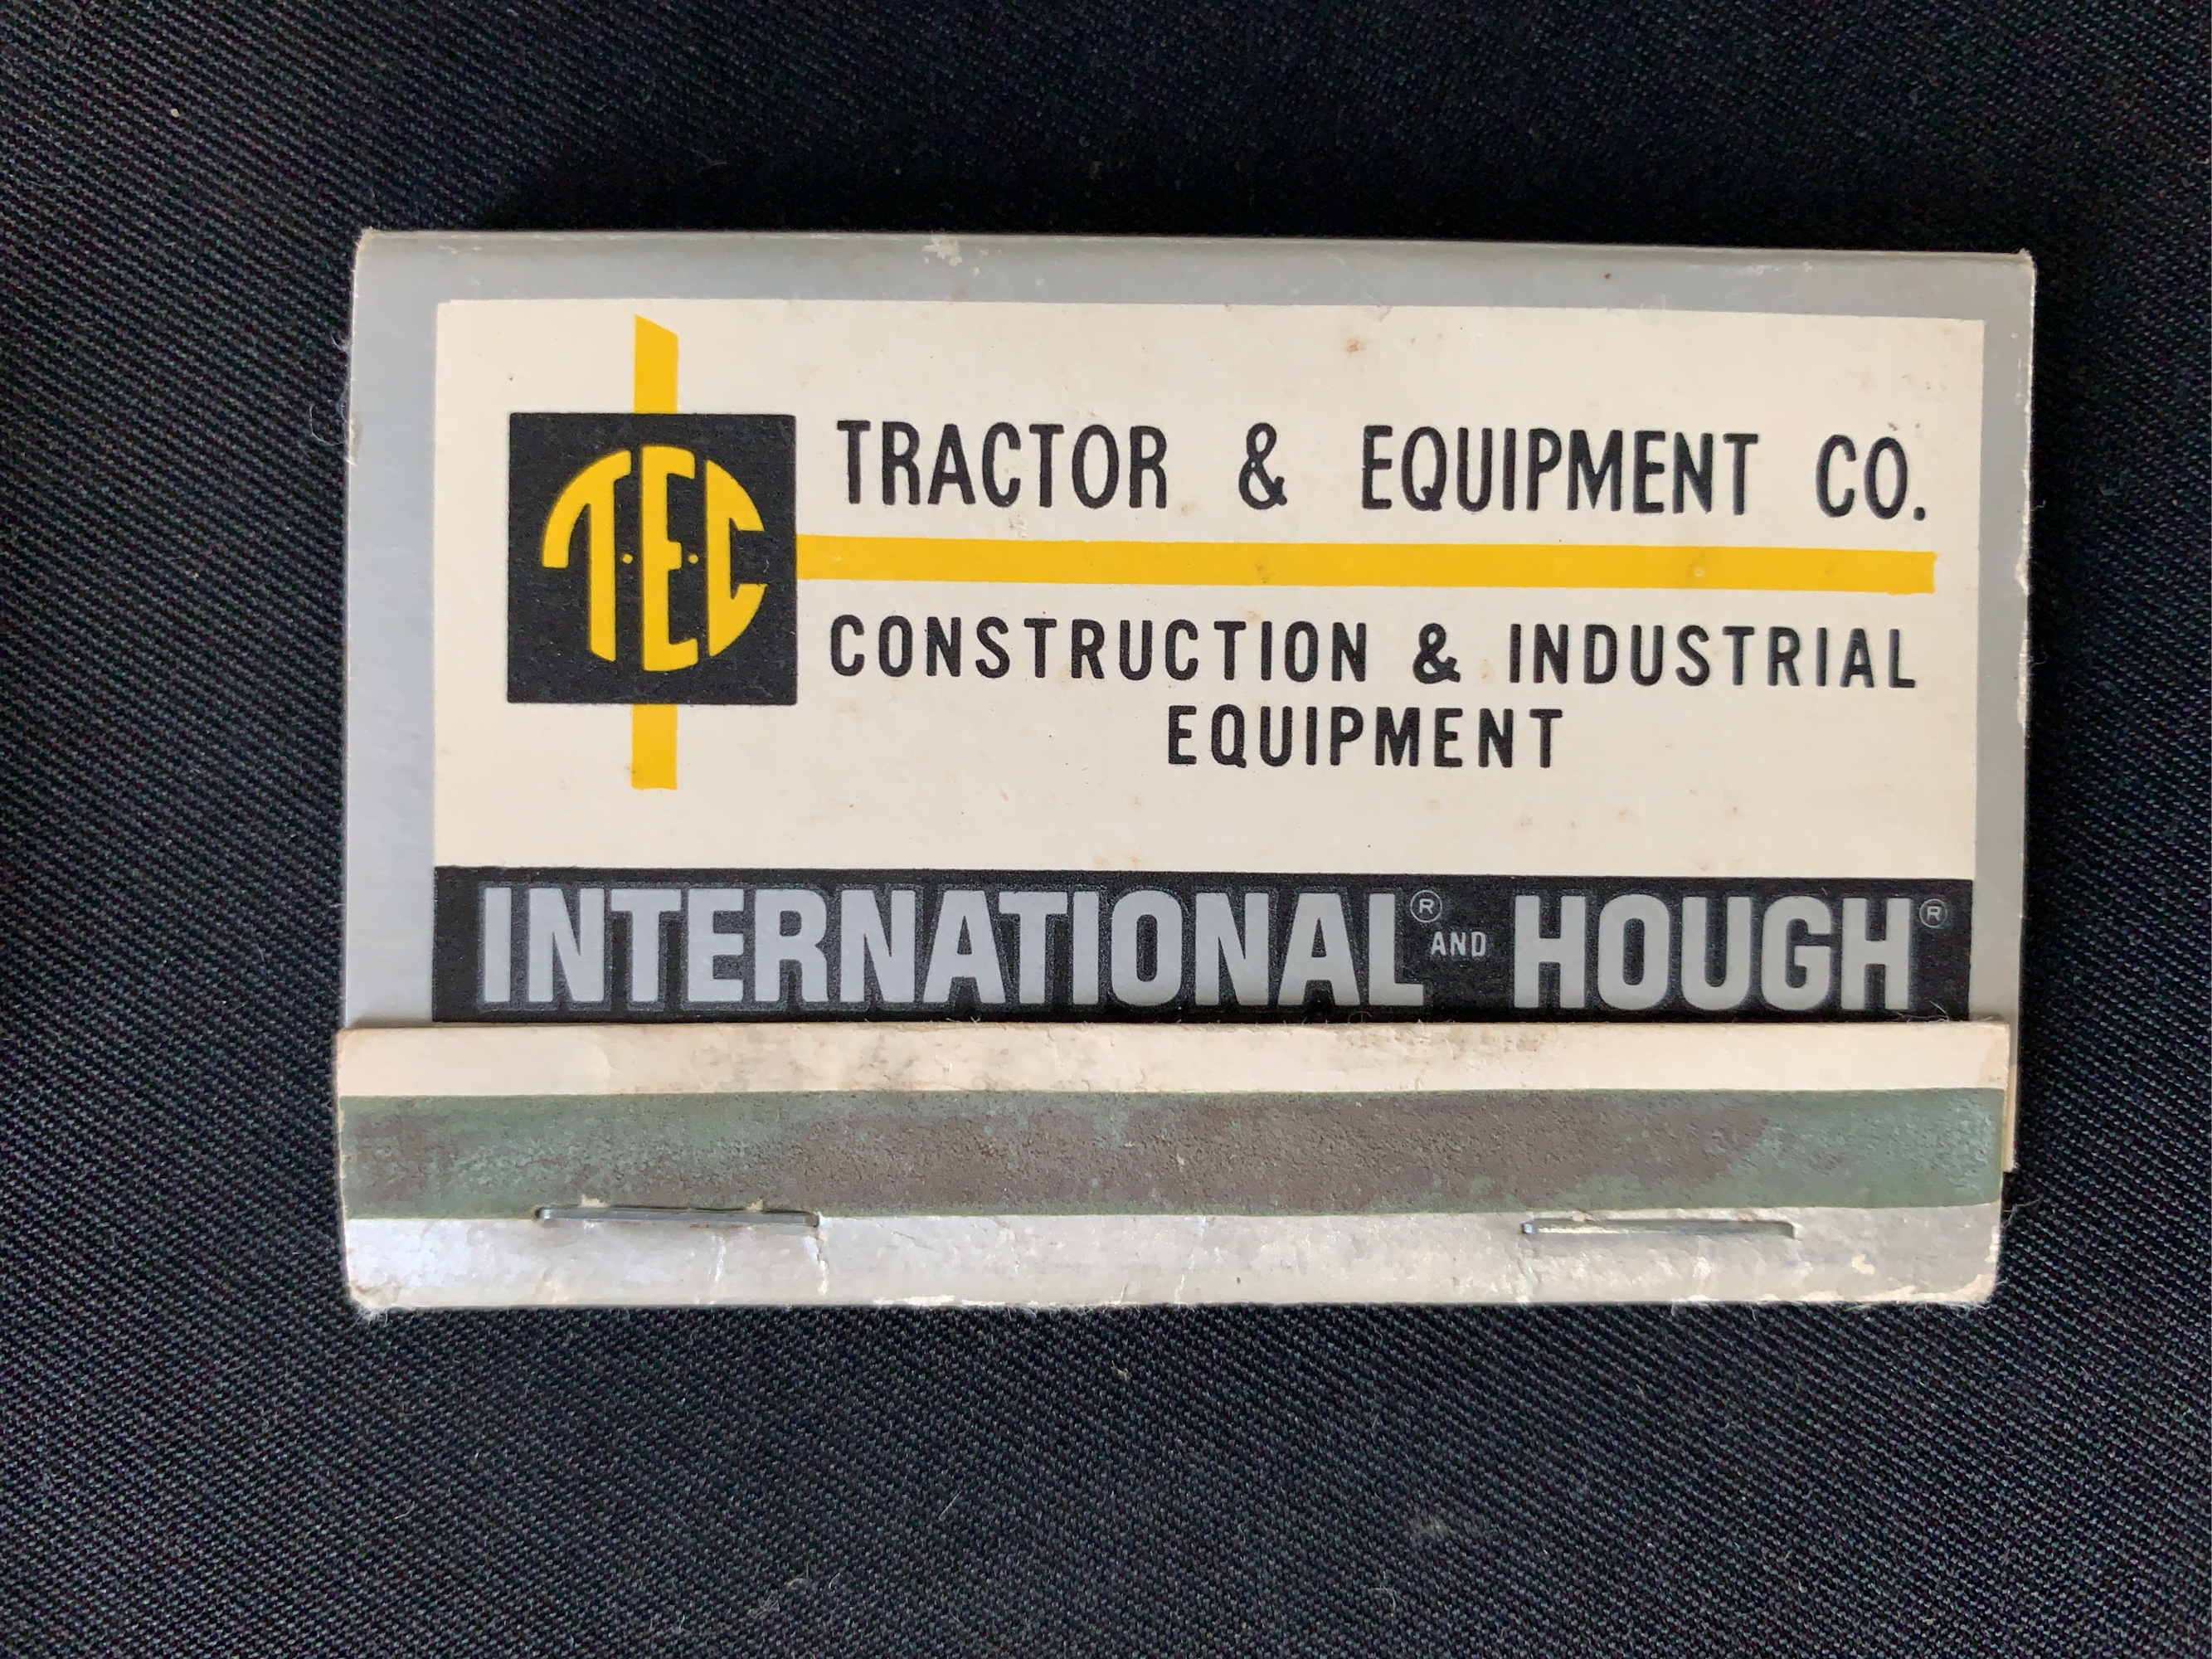 T.E.C
TRACTOR & EQUIPMENT CO.
CONSTRUCTION & INDUSTRIAL
EQUIPMENT
INTERNATIONAL® AND HOUGH®